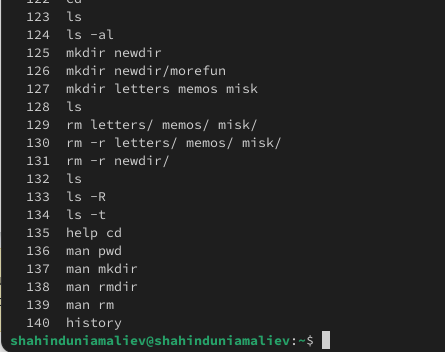 122 cd
123 ls
124 ls -al
125 mkdir newdir
126 mkdir newdir/morefun
127 mkdir letters memos misk
128 ls
129 rm letters/ memos/ misk/
130 rm -r letters/ memos/ misk/
131 rm -r newdir/
132 ls
133 ls -R
134 ls -t
135 help cd
136 man pwd
137 man mkdir
138 man rmdir
139 man rm
140 history
shahinduniamaliev@shahinduniamaliev:~$